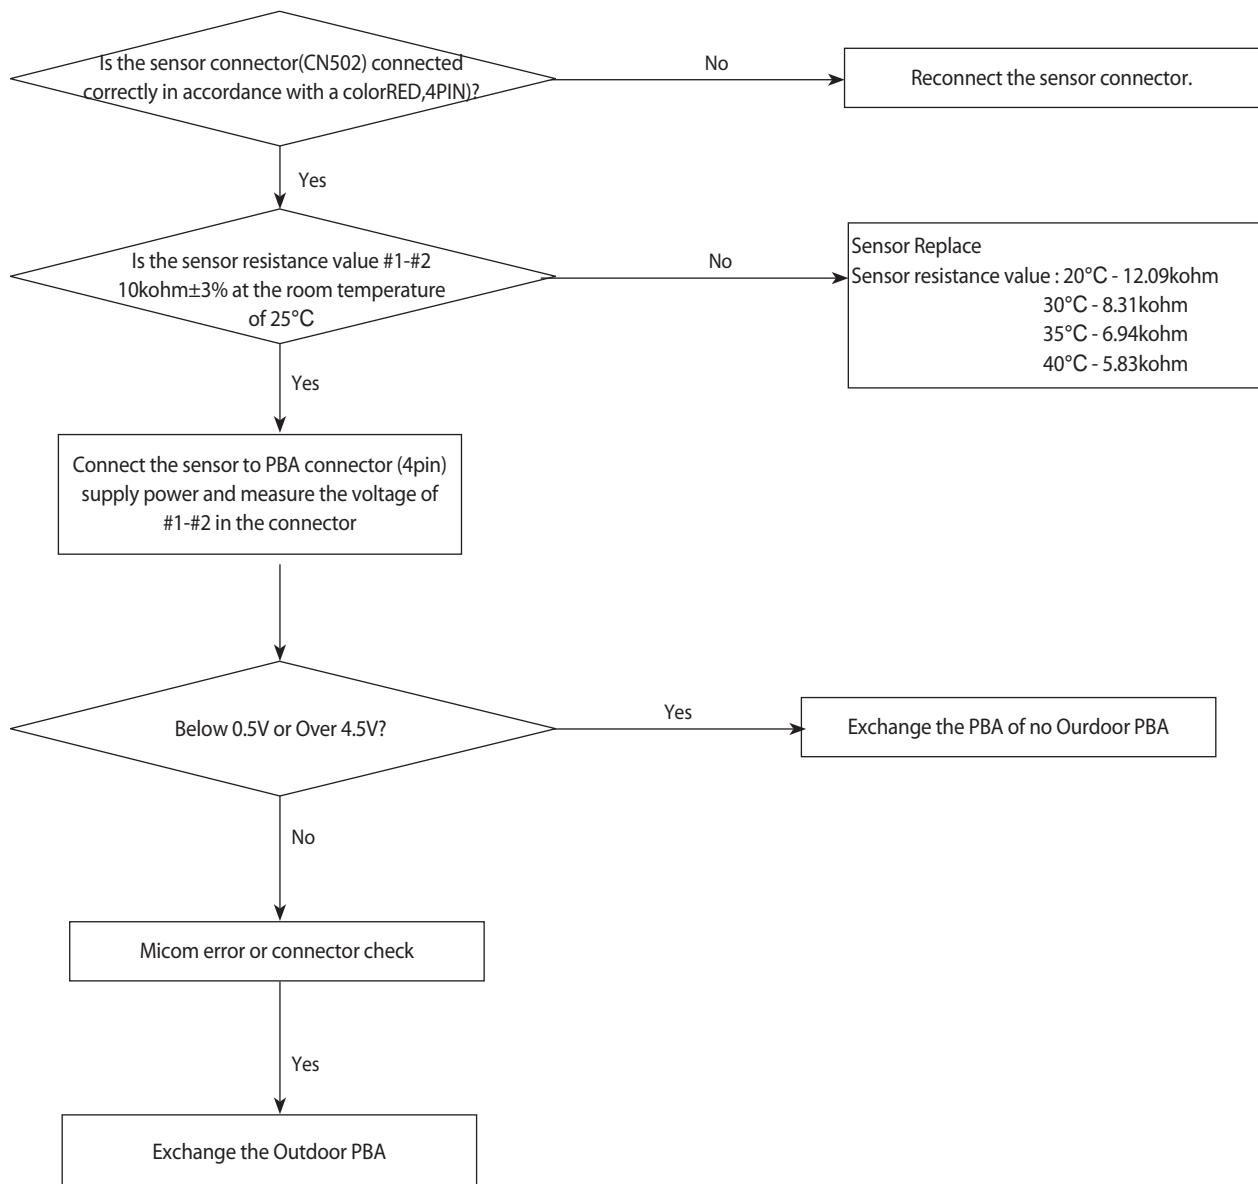 Is the sensor connector(CN502) connected
correctly in accordance with a colorRED,4PIN)?
No
Reconnect the sensor connector.
Yes
Is the sensor resistance value #1-#2
10kohm±3% at the room temperature
of 25°C
No
Sensor Replace
Sensor resistance value : 20°C - 12.09kohm
30°C - 8.31kohm
35°C - 6.94kohm
40°C - 5.83kohm
Yes
Connect the sensor to PBA connector (4pin)
supply power and measure the voltage of
#1-#2 in the connector
Below 0.5V or Over 4.5V?
Yes
Exchange the PBA of no Ourdoor PBA
No
Micom error or connector check
Yes
Exchange the Outdoor PBA